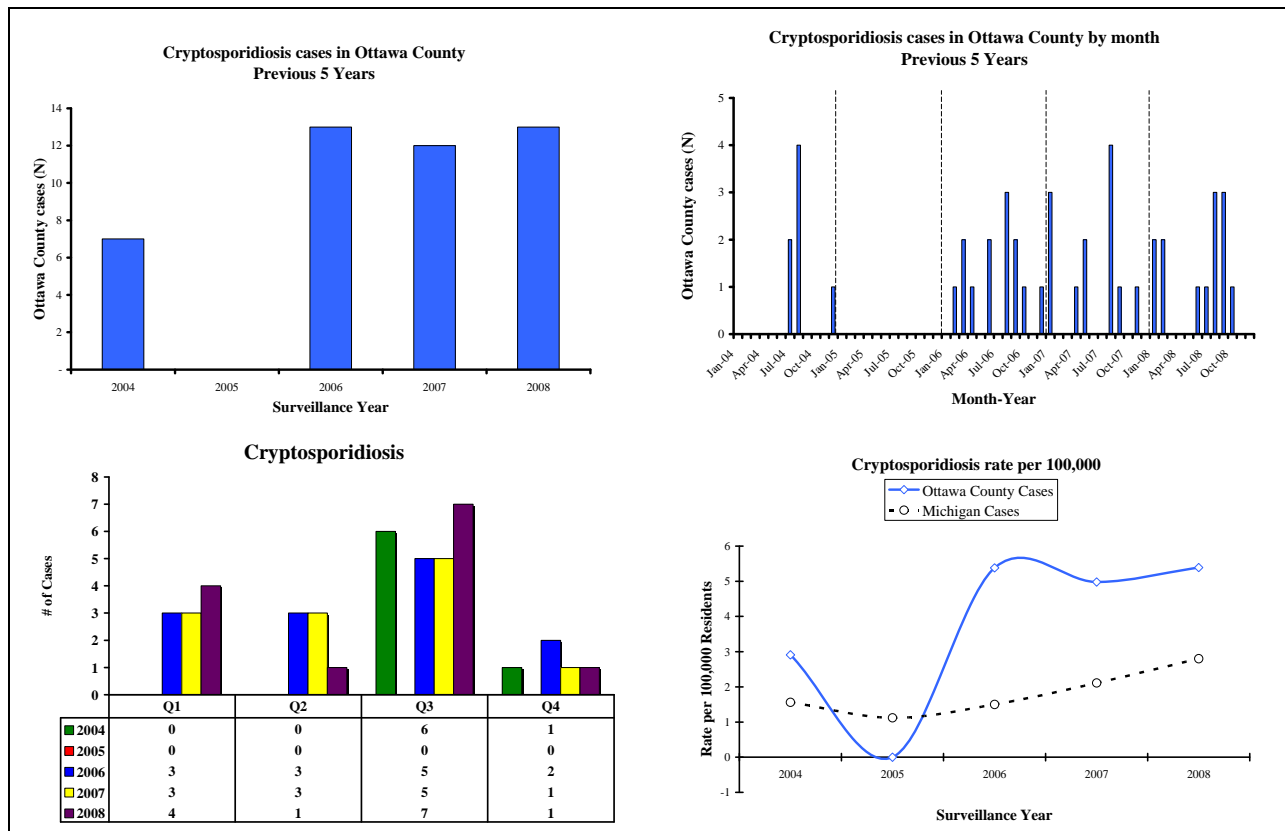 Cryptosporidiosis cases in Ottawa County
Previous 5 Years
Ottawa County cases (N)
14
12
10
8
6
4
2
-
2004 2005 2006 2007 2008
Surveillance Year
Cryptosporidiosis cases in Ottawa County by month
Previous 5 Years
Ottawa County cases (N)
5
4
3
2
1
0
Jan-04 Apr-04 Jul-04 Oct-04 Jan-05 Apr-05 Jul-05 Oct-05 Jan-06 Apr-06 Jul-06 Oct-06 Jan-07 Apr-07 Jul-07 Oct-07 Jan-08 Apr-08 Jul-08 Oct-08
Month-Year
Cryptosporidiosis
# of Cases
8
7
6
5
4
3
2
1
0
Q1 Q2 Q3 Q4
2004 0 0 6 1
2005 0 0 0 0
2006 3 3 5 2
2007 3 3 5 1
2008 4 1 7 1
Cryptosporidiosis rate per 100,000
Ottawa County Cases
Michigan Cases
Rate per 100,000 Residents
6
5
4
3
2
1
0
-1
2004 2005 2006 2007 2008
Surveillance Year